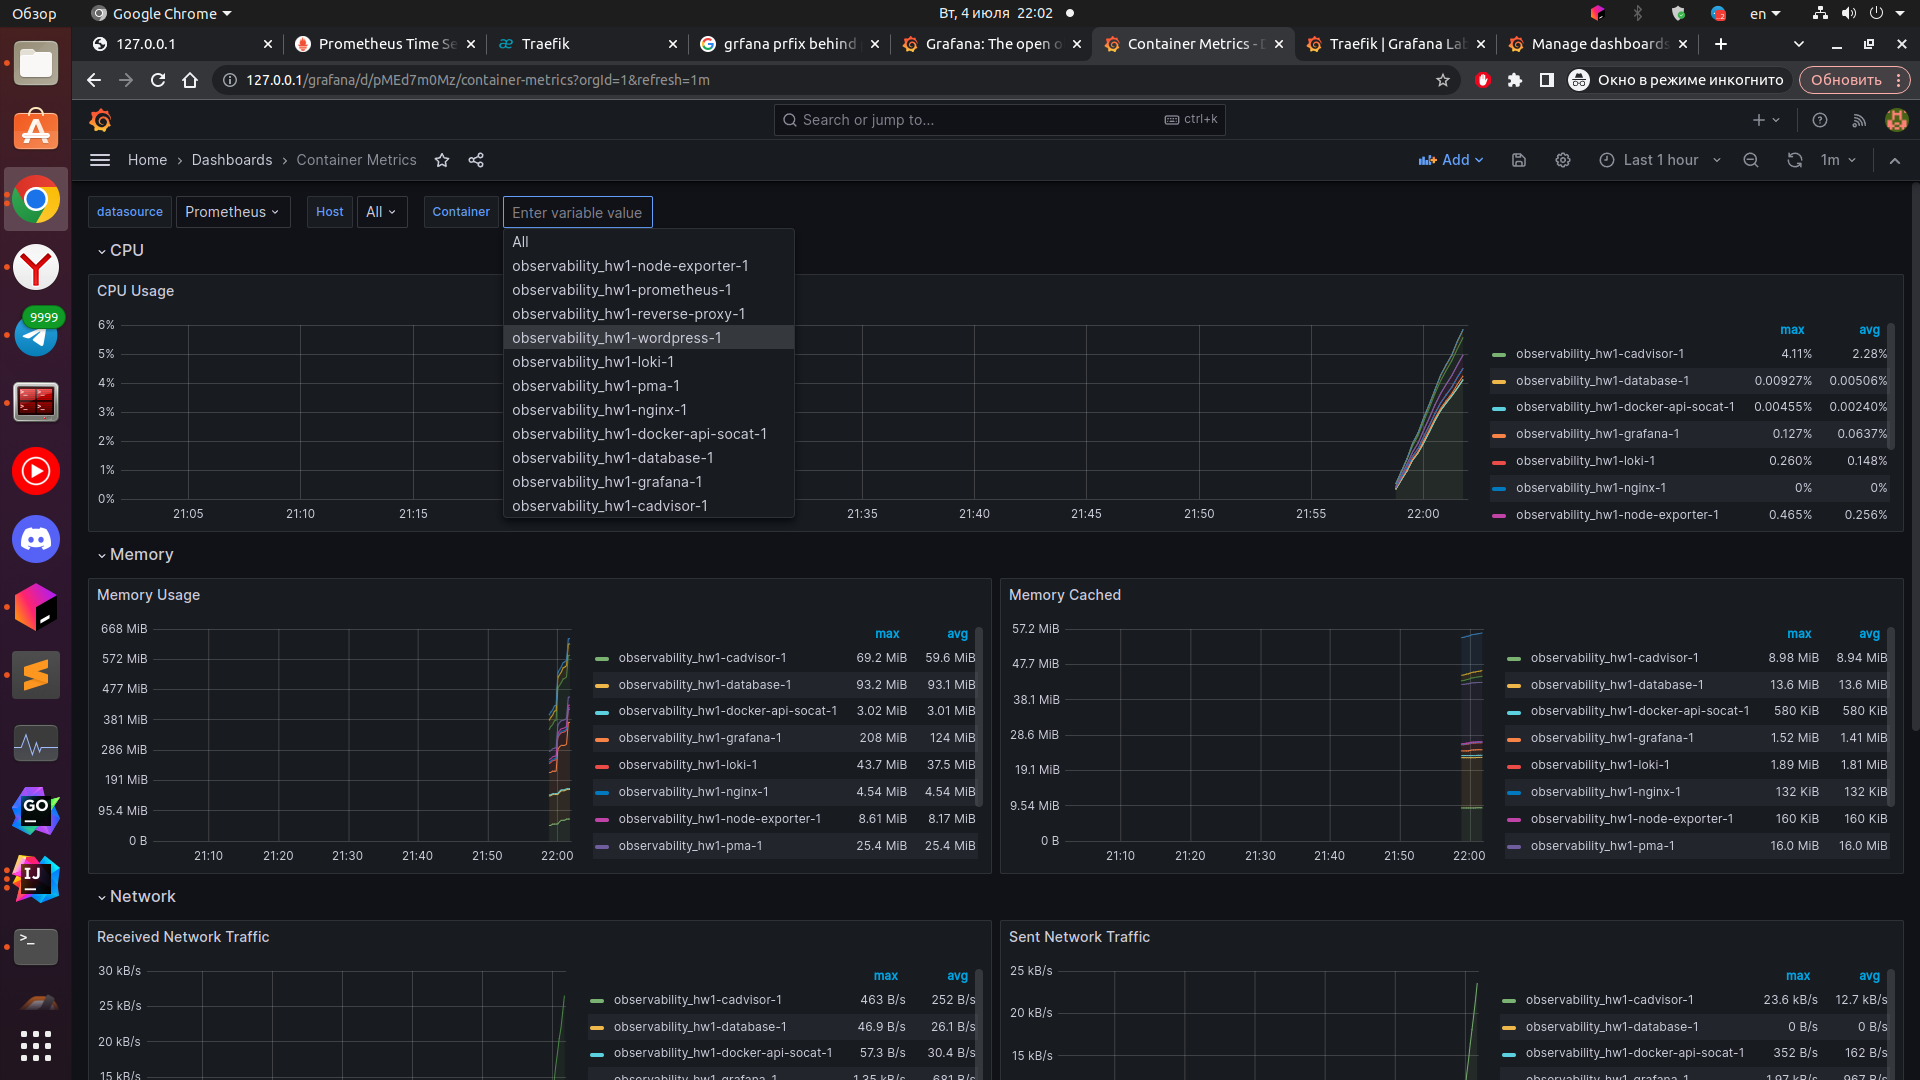 Обзор
Google Chrome
Вт, 4 июля 22:02
en
127.0.0.1
Prometheus Time Se
Traefik
grfana prfix behind
Grafana: The open o
Container Metrics - D
Traefik | Grafana Lab
Manage dashboards
127.0.0.1/grafana/d/pMEd7m0Mz/container-metrics?orgId=1&refresh=1m
Окно в режиме инкогнито
Обновить
Search or jump to...
ctrl+k
Home › Dashboards › Container Metrics
Add
Last 1 hour
1m
datasource Prometheus
Host All
Container Enter variable value
All
observability_hw1-node-exporter-1
observability_hw1-prometheus-1
observability_hw1-reverse-proxy-1
observability_hw1-wordpress-1
observability_hw1-loki-1
observability_hw1-pma-1
observability_hw1-nginx-1
observability_hw1-docker-api-socat-1
observability_hw1-database-1
observability_hw1-grafana-1
observability_hw1-cadvisor-1
9999
GO
IJ
CPU
CPU Usage
6%
5%
4%
3%
2%
1%
0%
21:05 21:10 21:15 21:35 21:40 21:45 21:50 21:55 22:00
max avg
observability_hw1-cadvisor-1 4.11% 2.28%
observability_hw1-database-1 0.00927% 0.00506%
observability_hw1-docker-api-socat-1 0.00455% 0.00240%
observability_hw1-grafana-1 0.127% 0.0637%
observability_hw1-loki-1 0.260% 0.148%
observability_hw1-nginx-1 0% 0%
observability_hw1-node-exporter-1 0.465% 0.256%
Memory
Memory Usage
668 MiB
572 MiB
477 MiB
381 MiB
286 MiB
191 MiB
95.4 MiB
0 B
21:10 21:20 21:30 21:40 21:50 22:00
max avg
observability_hw1-cadvisor-1 69.2 MiB 59.6 MiB
observability_hw1-database-1 93.2 MiB 93.1 MiB
observability_hw1-docker-api-socat-1 3.02 MiB 3.01 MiB
observability_hw1-grafana-1 208 MiB 124 MiB
observability_hw1-loki-1 43.7 MiB 37.5 MiB
observability_hw1-nginx-1 4.54 MiB 4.54 MiB
observability_hw1-node-exporter-1 8.61 MiB 8.17 MiB
observability_hw1-pma-1 25.4 MiB 25.4 MiB
Memory Cached
57.2 MiB
47.7 MiB
38.1 MiB
28.6 MiB
19.1 MiB
9.54 MiB
0 B
21:10 21:20 21:30 21:40 21:50 22:00
max avg
observability_hw1-cadvisor-1 8.98 MiB 8.94 MiB
observability_hw1-database-1 13.6 MiB 13.6 MiB
observability_hw1-docker-api-socat-1 580 KiB 580 KiB
observability_hw1-grafana-1 1.52 MiB 1.41 MiB
observability_hw1-loki-1 1.89 MiB 1.81 MiB
observability_hw1-nginx-1 132 KiB 132 KiB
observability_hw1-node-exporter-1 160 KiB 160 KiB
observability_hw1-pma-1 16.0 MiB 16.0 MiB
Network
Received Network Traffic
30 kB/s
25 kB/s
20 kB/s
15 kB/s
max avg
observability_hw1-cadvisor-1 463 B/s 252 B/s
observability_hw1-database-1 46.9 B/s 26.1 B/s
observability_hw1-docker-api-socat-1 57.3 B/s 30.4 B/s
observability_hw1-grafana-1 1.35 kB/s 681 B/s
Sent Network Traffic
25 kB/s
20 kB/s
15 kB/s
max avg
observability_hw1-cadvisor-1 23.6 kB/s 12.7 kB/s
observability_hw1-database-1 0 B/s 0 B/s
observability_hw1-docker-api-socat-1 352 B/s 162 B/s
observability_hw1-grafana-1 1.97 kB/s 967 B/s